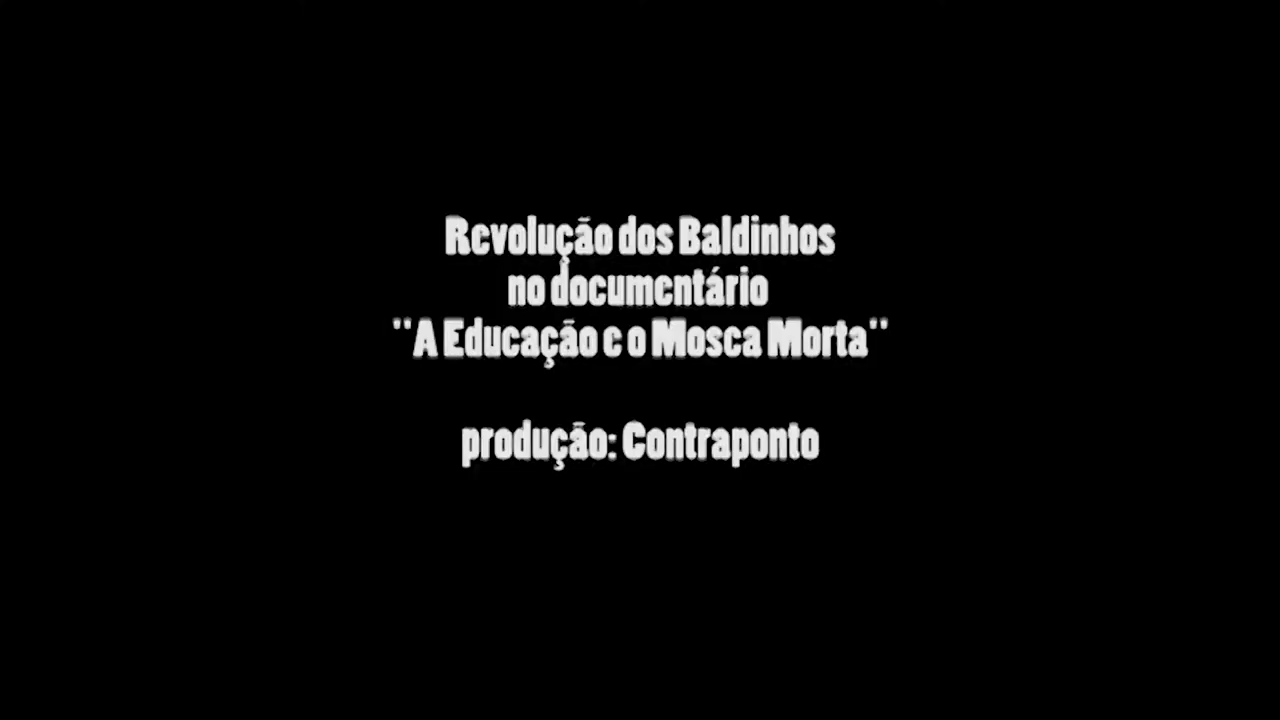 Revolução dos Baldinhos
no documentário
"A Educação e o Mosca Morta"
produção: Contraponto